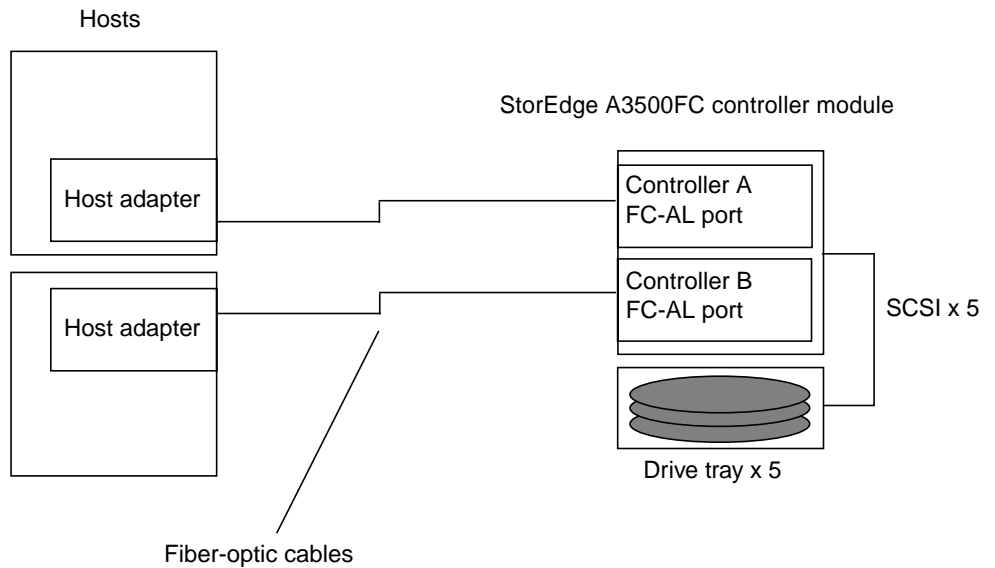 Hosts
StorEdge A3500FC controller module
Host adapter
Controller A
FC-AL port
Host adapter
Controller B
FC-AL port
SCSI x 5
Drive tray x 5
Fiber-optic cables